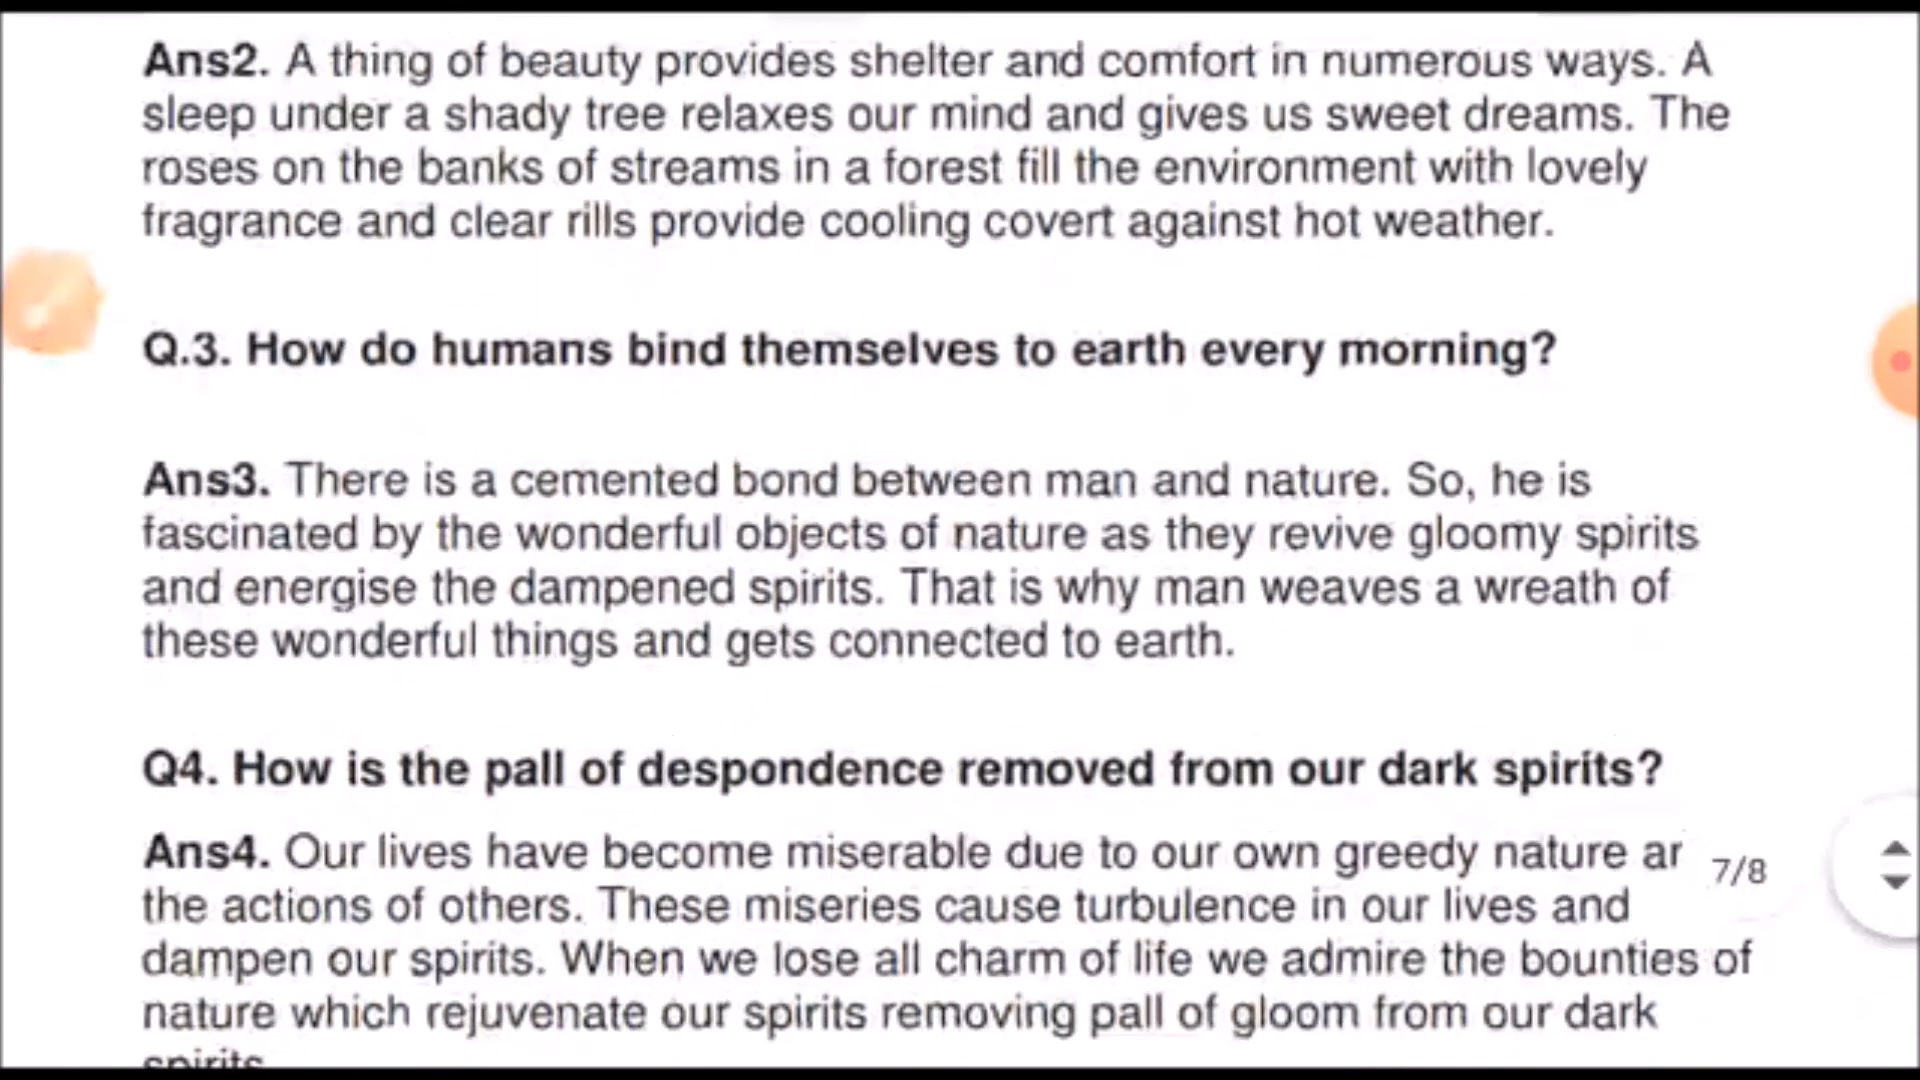 Ans2. A thing of beauty provides shelter and comfort in numerous ways. A
sleep under a shady tree relaxes our mind and gives us sweet dreams. The
roses on the banks of streams in a forest fill the environment with lovely
fragrance and clear rills provide cooling covert against hot weather.
Q.3. How do humans bind themselves to earth every morning?
Ans3. There is a cemented bond between man and nature. So, he is
fascinated by the wonderful objects of nature as they revive gloomy spirits
and energise the dampened spirits. That is why man weaves a wreath of
these wonderful things and gets connected to earth.
Q4. How is the pall of despondence removed from our dark spirits?
Ans4. Our lives have become miserable due to our own greedy nature ar
7/8
the actions of others. These miseries cause turbulence in our lives and
dampen our spirits. When we lose all charm of life we admire the bounties of
nature which rejuvenate our spirits removing pall of gloom from our dark
spirits